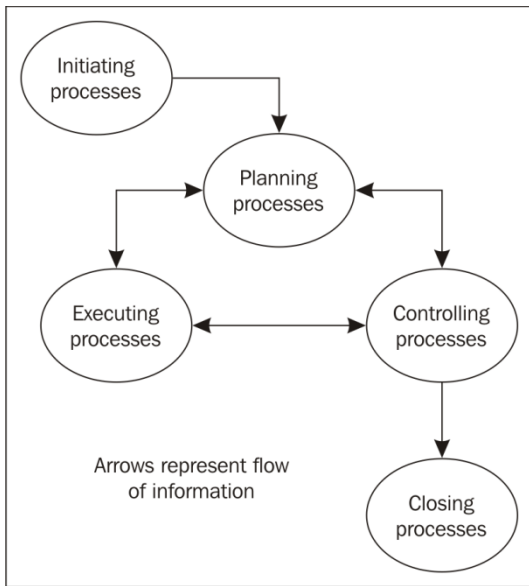 Initiating
processes
Planning
processes
Executing
processes
Controlling
processes
Arrows represent flow
of information
Closing
processes